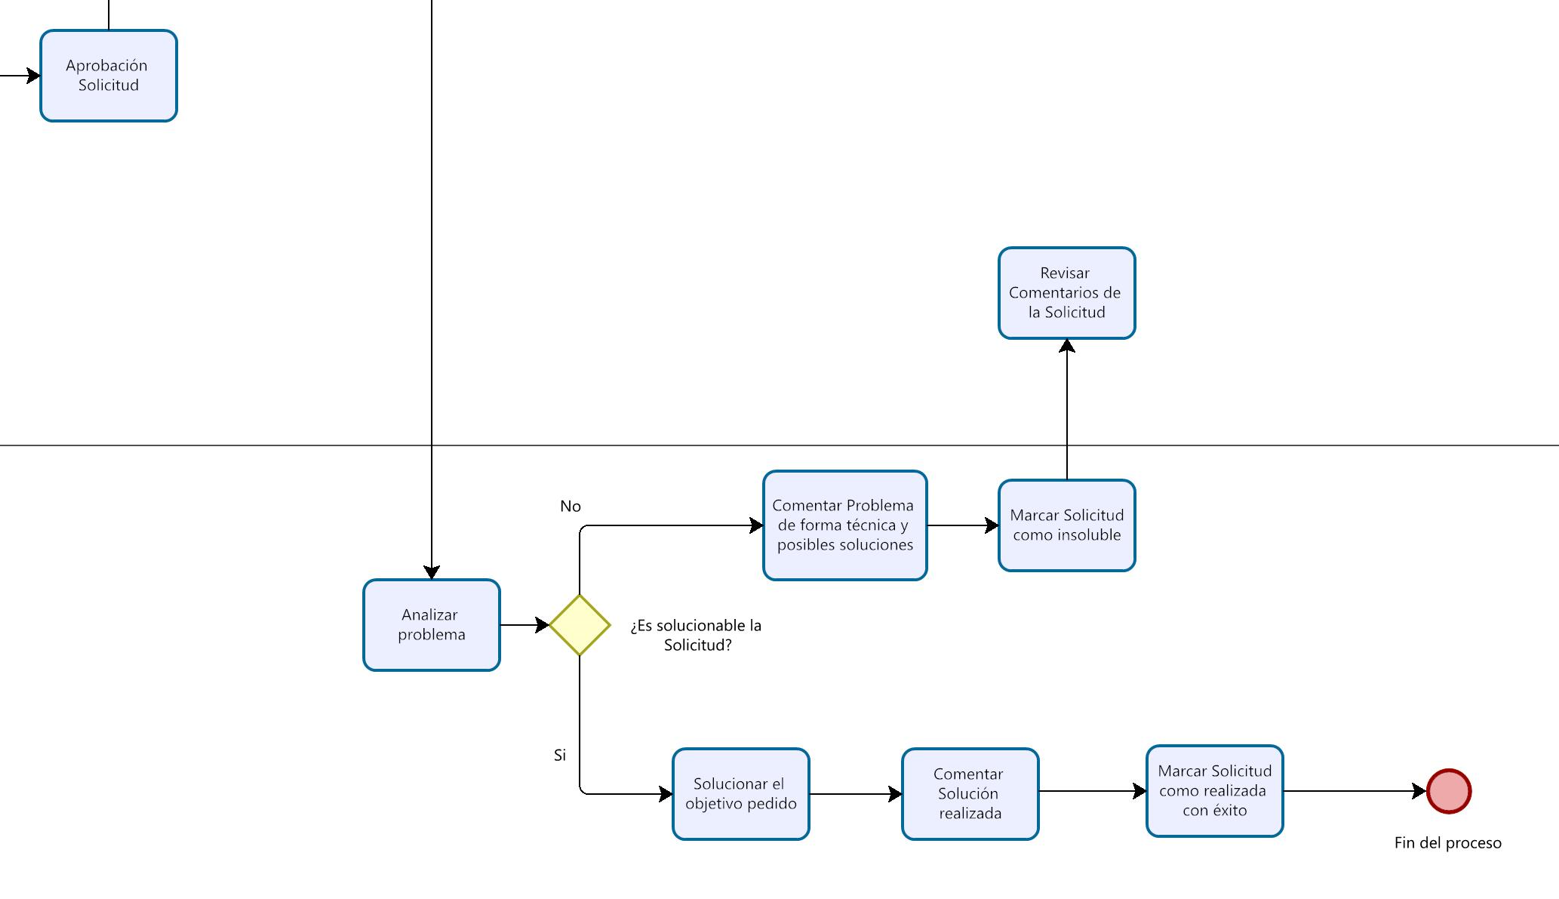 Aprobación
Solicitud
Revisar
Comentarios de
la Solicitud
No
Comentar Problema
de forma técnica y
posibles soluciones
Marcar Solicitud
como insoluble
Analizar
problema
¿Es solucionable la
Solicitud?
Si
Solucionar el
objetivo pedido
Comentar
Solución
realizada
Marcar Solicitud
como realizada
con éxito
Fin del proceso